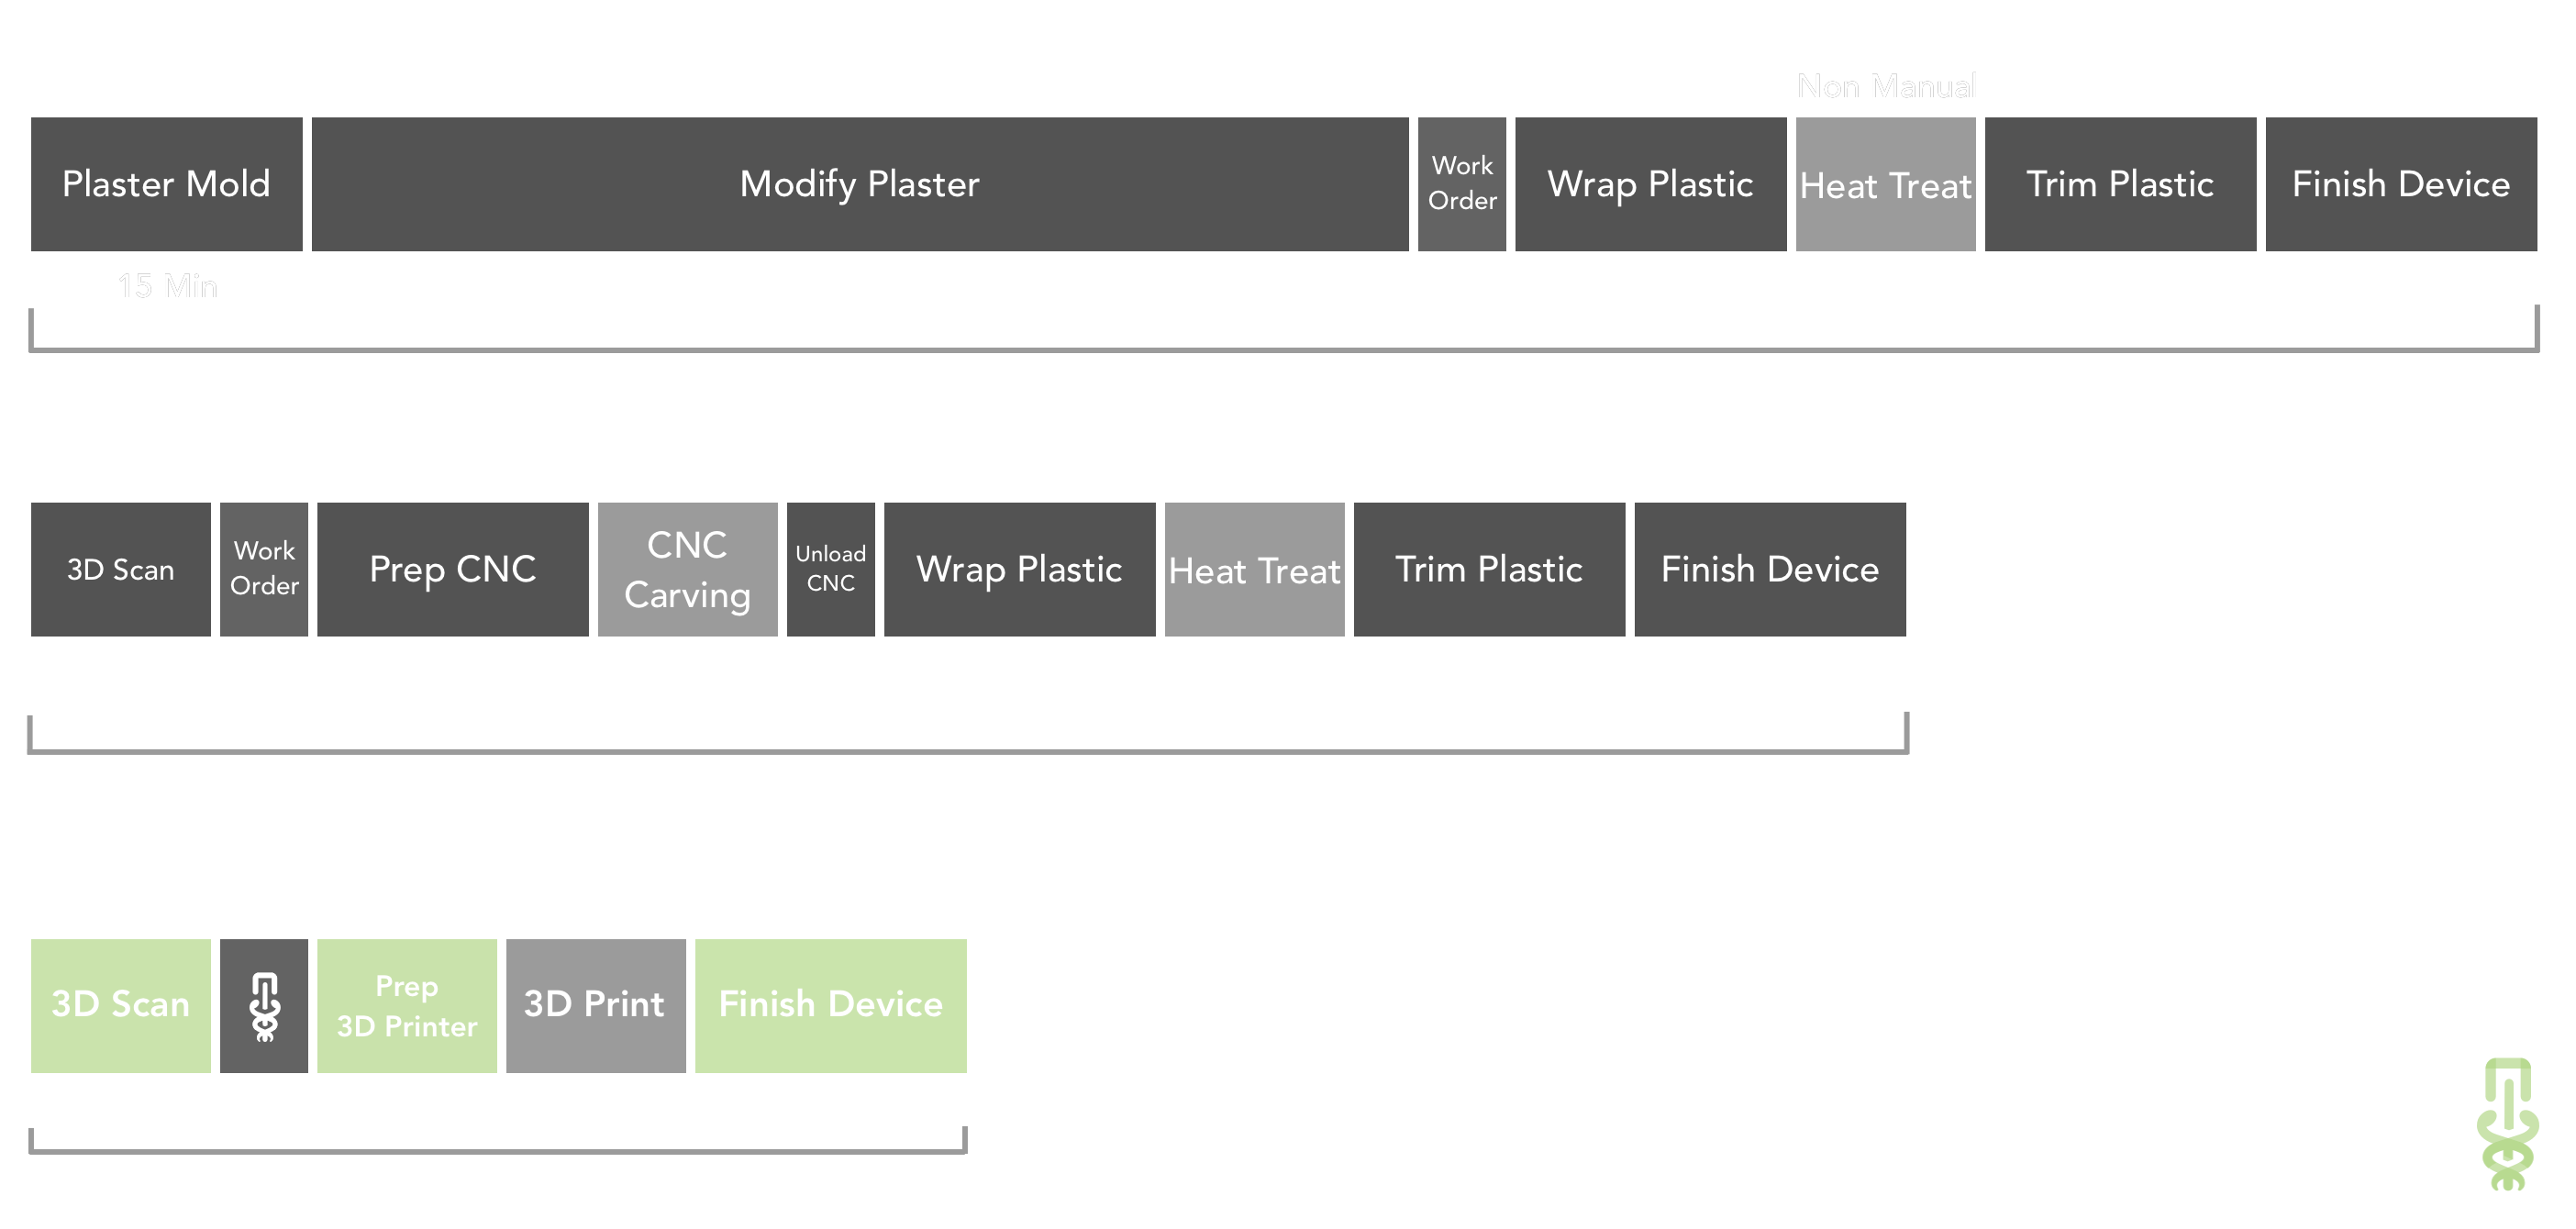 Non Manual
Plaster Mold
Modify Plaster
Work
Order
Wrap Plastic
Heat Treat
Trim Plastic
Finish Device
15 Min
3D Scan
Work
Order
Prep CNC
CNC
Carving
Unload
CNC
Wrap Plastic
Heat Treat
Trim Plastic
Finish Device
3D Scan
Prep
3D Printer
3D Print
Finish Device